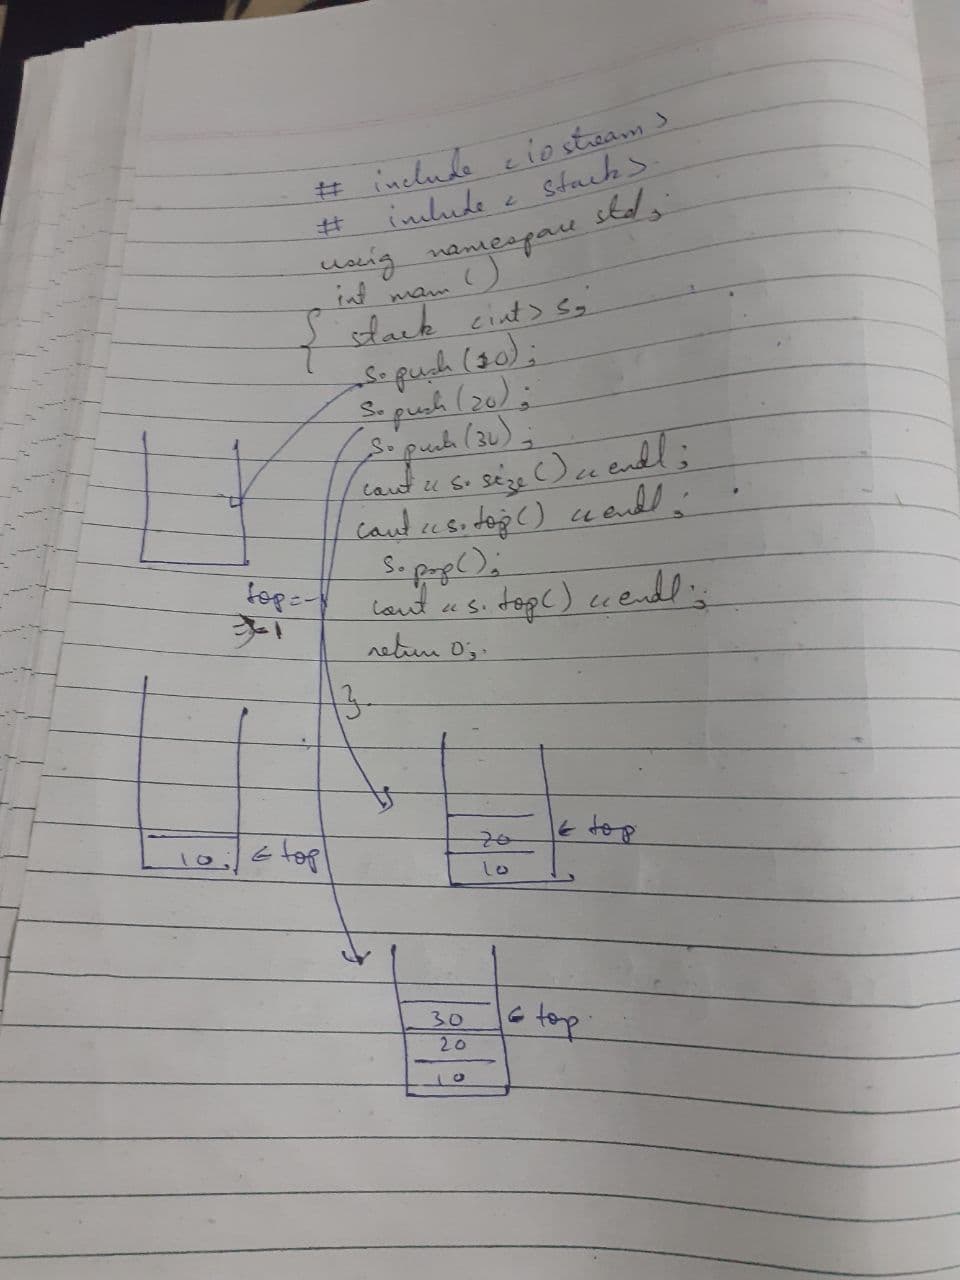 # include <iostream>
# include < stack>
using namespace std;
int main ()
{ stack <int> s;
s. push (10);
s. push (20);
s. push (30);
cout << s. size () << endl;
cout << s. top() << endl;
s. pop();
cout << s. top() << endl;
return 0;
}
top = -1
10 ← top
20 ← top
10
30 ← top
20
10